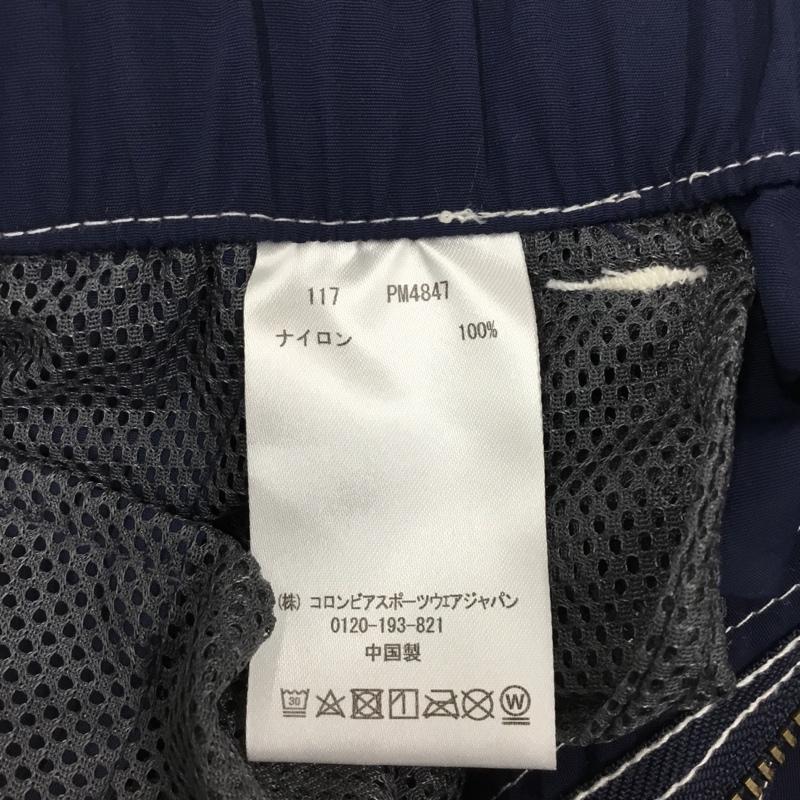 117 PM4847
ナイロン 100%
(株) コロンビアスポーツウエアジャパン
0120-193-821
中国製
30 W